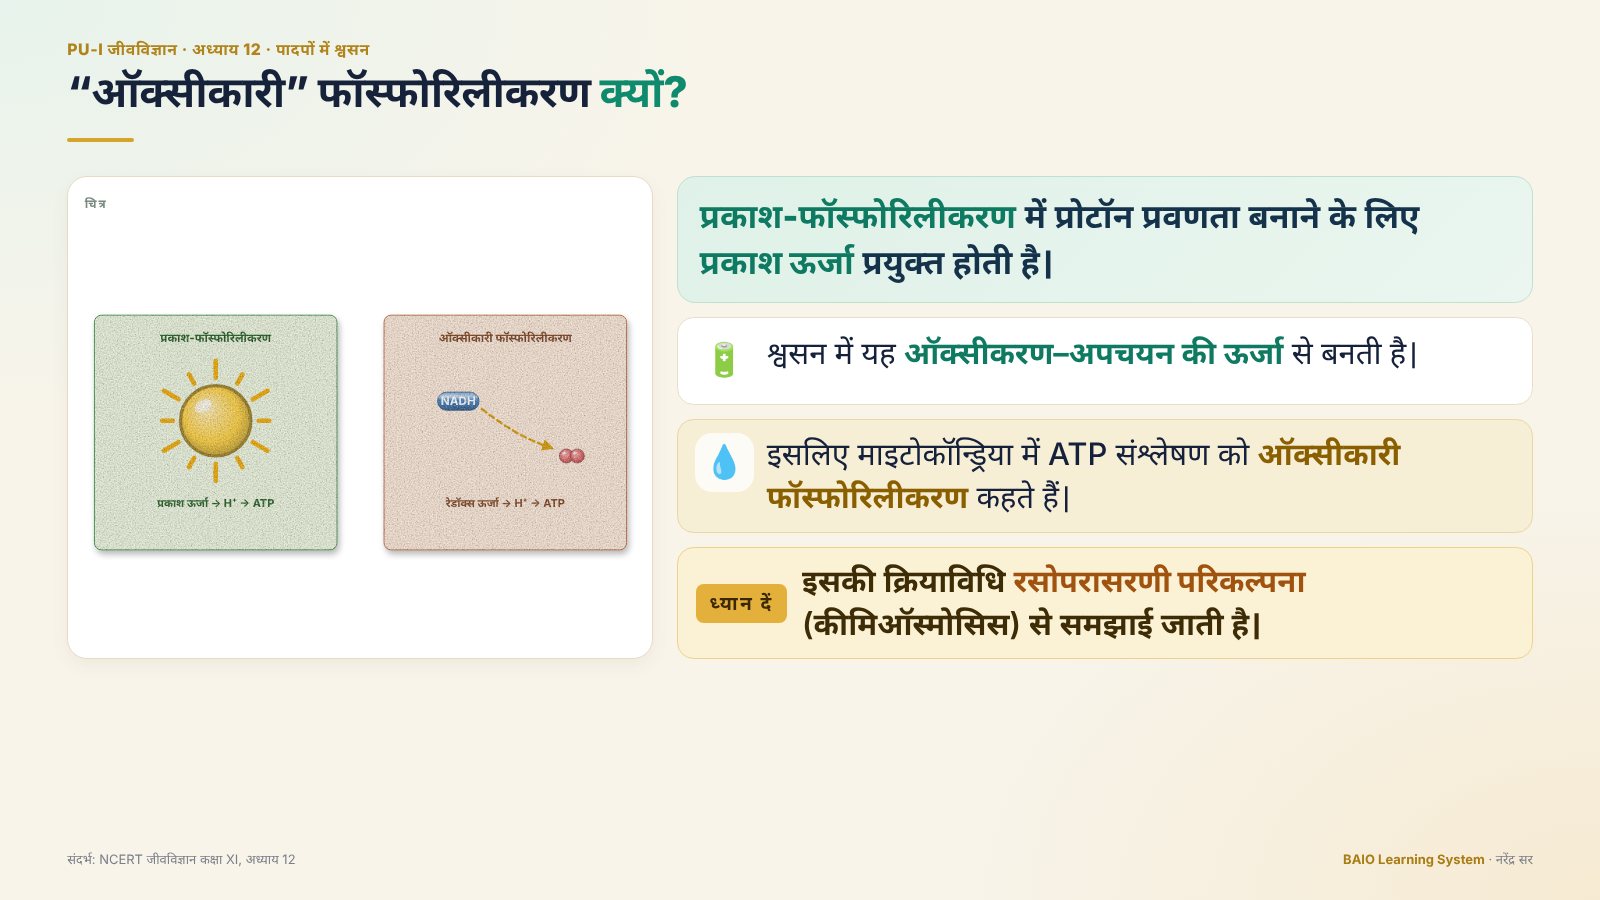 PU-I जीवविज्ञान · अध्याय 12 · पादपों में श्वसन
“ऑक्सीकारी” फॉस्फोरिलीकरण क्यों?
चित्र
प्रकाश-फॉस्फोरिलीकरण
प्रकाश ऊर्जा → H⁺ → ATP
ऑक्सीकारी फॉस्फोरिलीकरण
NADH
रेडॉक्स ऊर्जा → H⁺ → ATP
प्रकाश-फॉस्फोरिलीकरण में प्रोटॉन प्रवणता बनाने के लिए
प्रकाश ऊर्जा प्रयुक्त होती है|
श्वसन में यह ऑक्सीकरण–अपचयन की ऊर्जा से बनती है|
इसलिए माइटोकॉन्ड्रिया में ATP संश्लेषण को ऑक्सीकारी
फॉस्फोरिलीकरण कहते हैं|
ध्यान दें
इसकी क्रियाविधि रसोपरासरणी परिकल्पना
(कीमिऑस्मोसिस) से समझाई जाती है|
संदर्भ: NCERT जीवविज्ञान कक्षा XI, अध्याय 12
BAIO Learning System · नरेंद्र सर